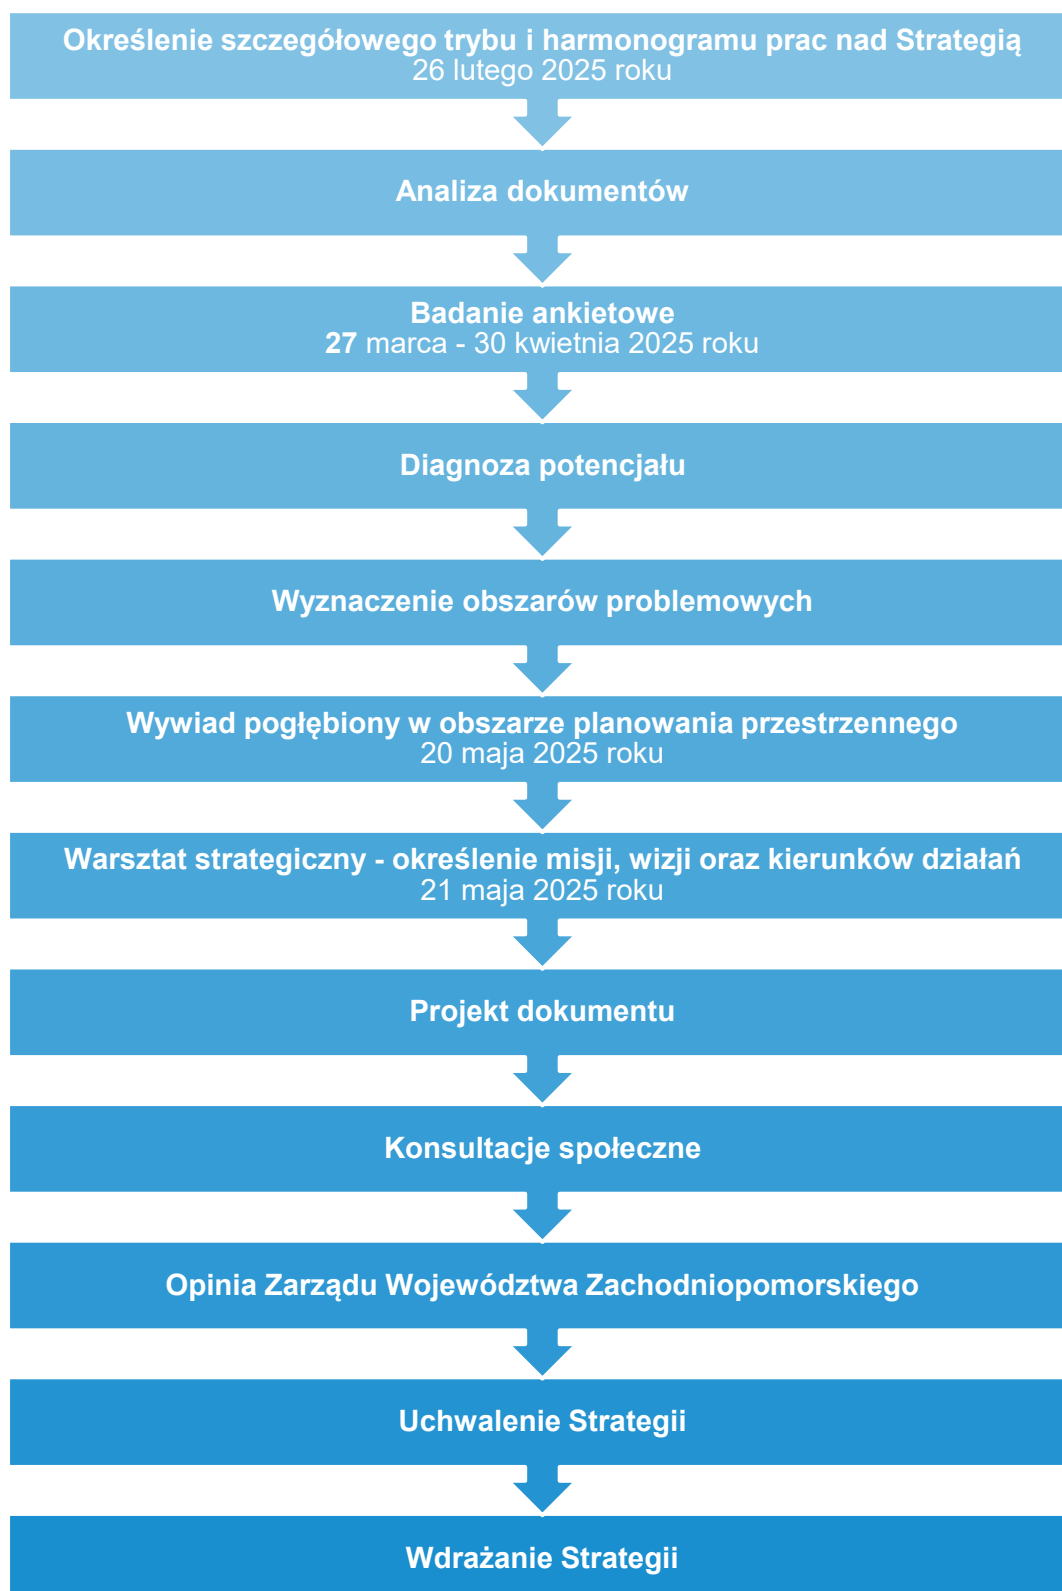 Określenie szczegółowego trybu i harmonogramu prac nad Strategią
26 lutego 2025 roku
Analiza dokumentów
Badanie ankietowe
27 marca - 30 kwietnia 2025 roku
Diagnoza potencjału
Wyznaczenie obszarów problemowych
Wywiad pogłębiony w obszarze planowania przestrzennego
20 maja 2025 roku
Warsztat strategiczny - określenie misji, wizji oraz kierunków działań
21 maja 2025 roku
Projekt dokumentu
Konsultacje społeczne
Opinia Zarządu Województwa Zachodniopomorskiego
Uchwalenie Strategii
Wdrażanie Strategii